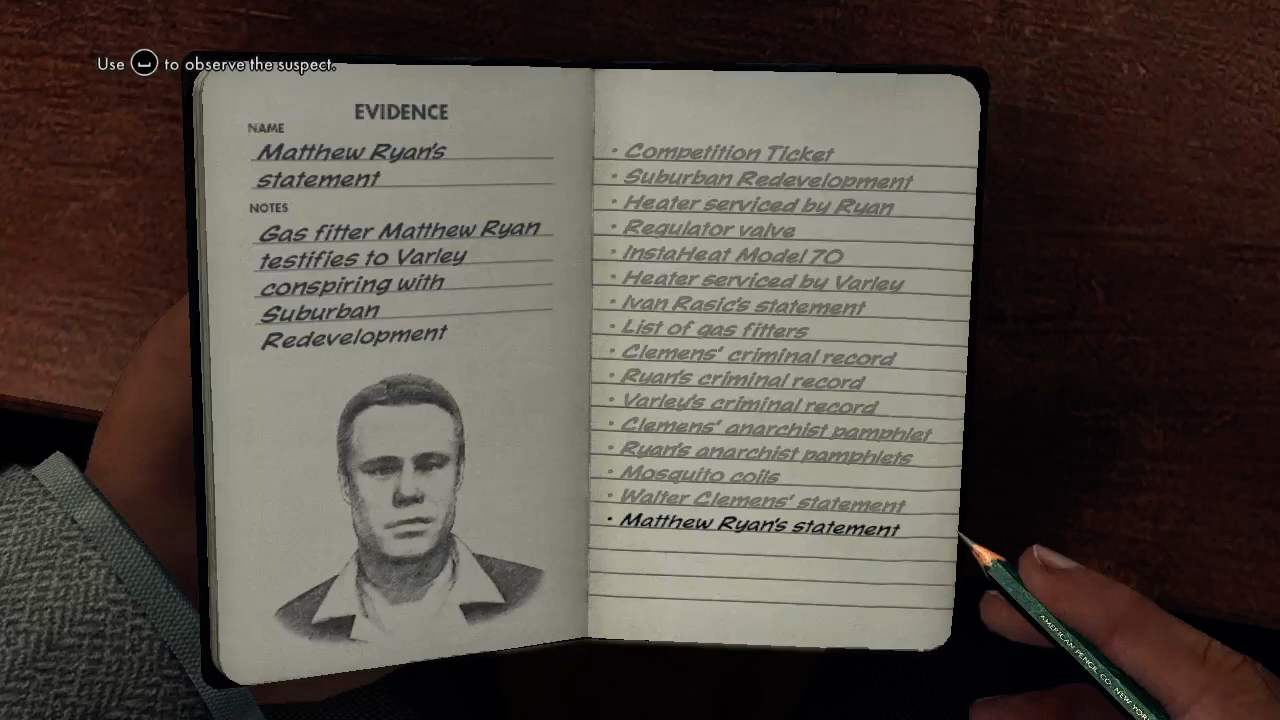 Use to observe the suspect.
EVIDENCE
NAME
Matthew Ryan's
statement
NOTES
Gas fitter Matthew Ryan
testifies to Varley
conspiring with
Suburban
Redevelopment
· Competition Ticket
· Suburban Redevelopment
· Heater serviced by Ryan
· Regulator valve
· InstaHeat Model 70
· Heater serviced by Varley
· Ivan Rasic's statement
· List of gas fitters
· Clemens' criminal record
· Ryan's criminal record
· Varley's criminal record
· Clemens' anarchist pamphlet
· Ryan's anarchist pamphlets
· Mosquito coils
· Walter Clemens' statement
· Matthew Ryan's statement
AMERICAN PENCIL CO. NEW YORK